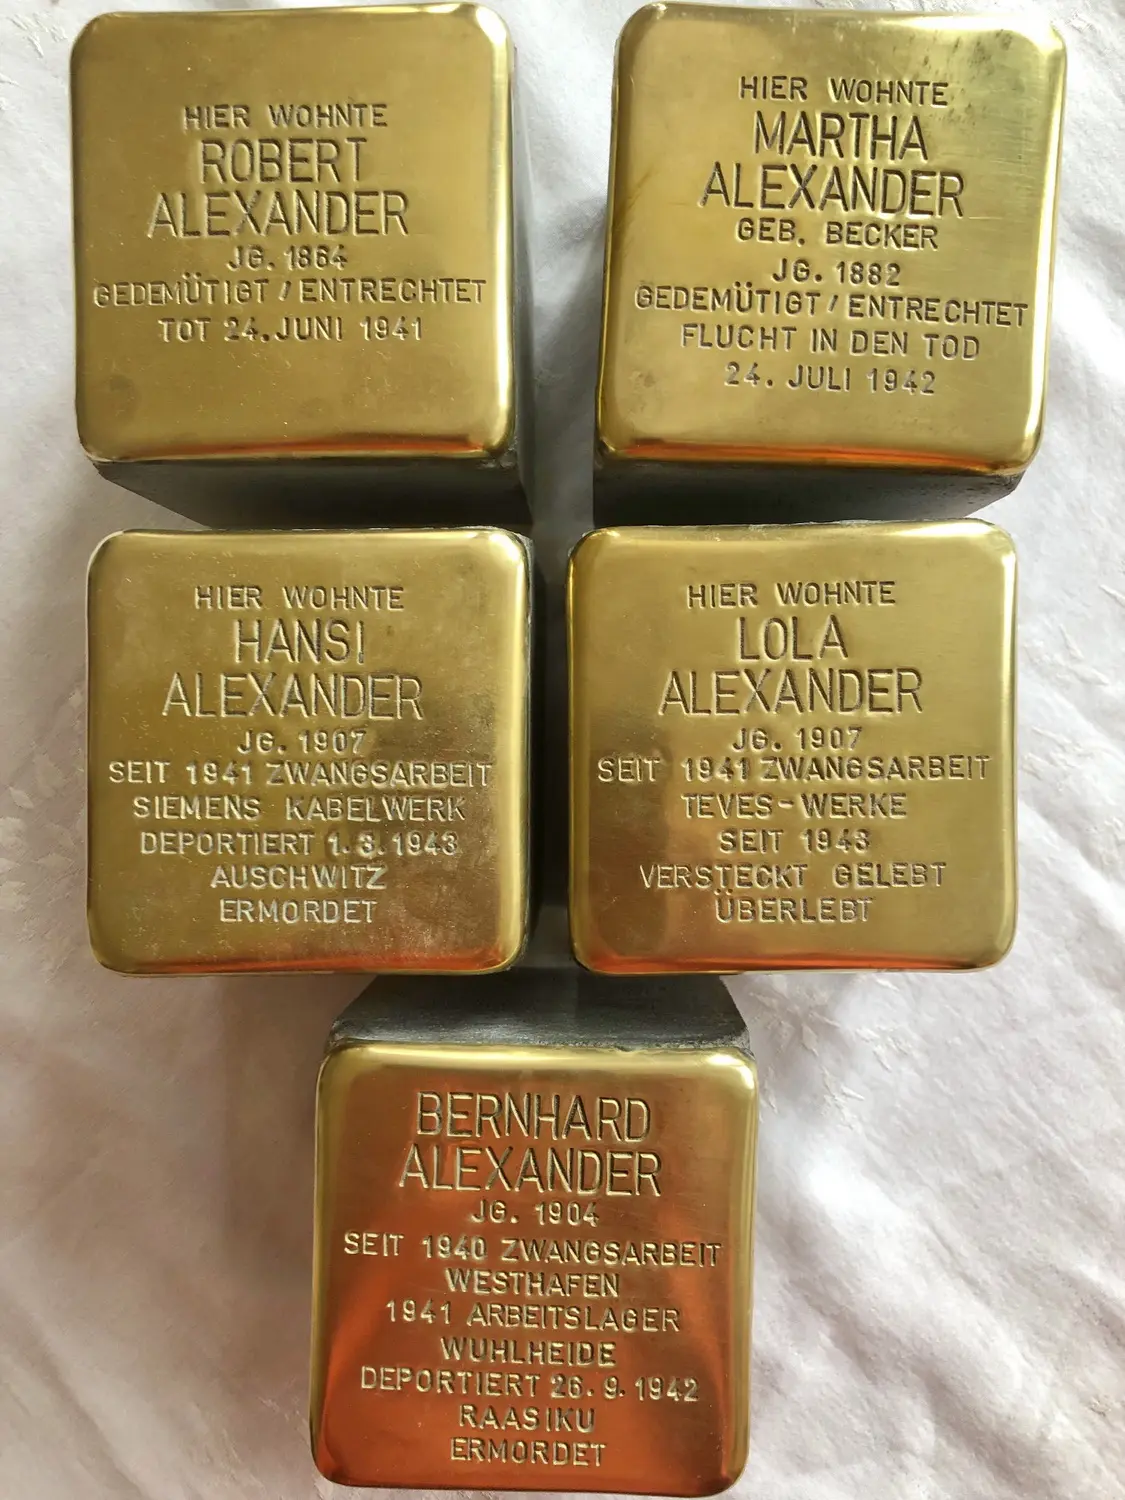 HIER WOHNTE
ROBERT
ALEXANDER
JG. 1864
GEDEMÜTIGT / ENTRECHTET
TOT 24. JUNI 1941
HIER WOHNTE
MARTHA
ALEXANDER
GEB. BECKER
JG. 1882
GEDEMÜTIGT / ENTRECHTET
FLUCHT IN DEN TOD
24. JULI 1942
HIER WOHNTE
HANSI
ALEXANDER
JG. 1907
SEIT 1941 ZWANGSARBEIT
SIEMENS KABELWERK
DEPORTIERT 1. 3. 1943
AUSCHWITZ
ERMORDET
HIER WOHNTE
LOLA
ALEXANDER
JG. 1907
SEIT 1941 ZWANGSARBEIT
TEVES-WERKE
SEIT 1943
VERSTECKT GELEBT
ÜBERLEBT
BERNHARD
ALEXANDER
JG. 1904
SEIT 1940 ZWANGSARBEIT
WESTHAFEN
1941 ARBEITSLAGER
WUHLHEIDE
DEPORTIERT 26. 9. 1942
RAASIKU
ERMORDET